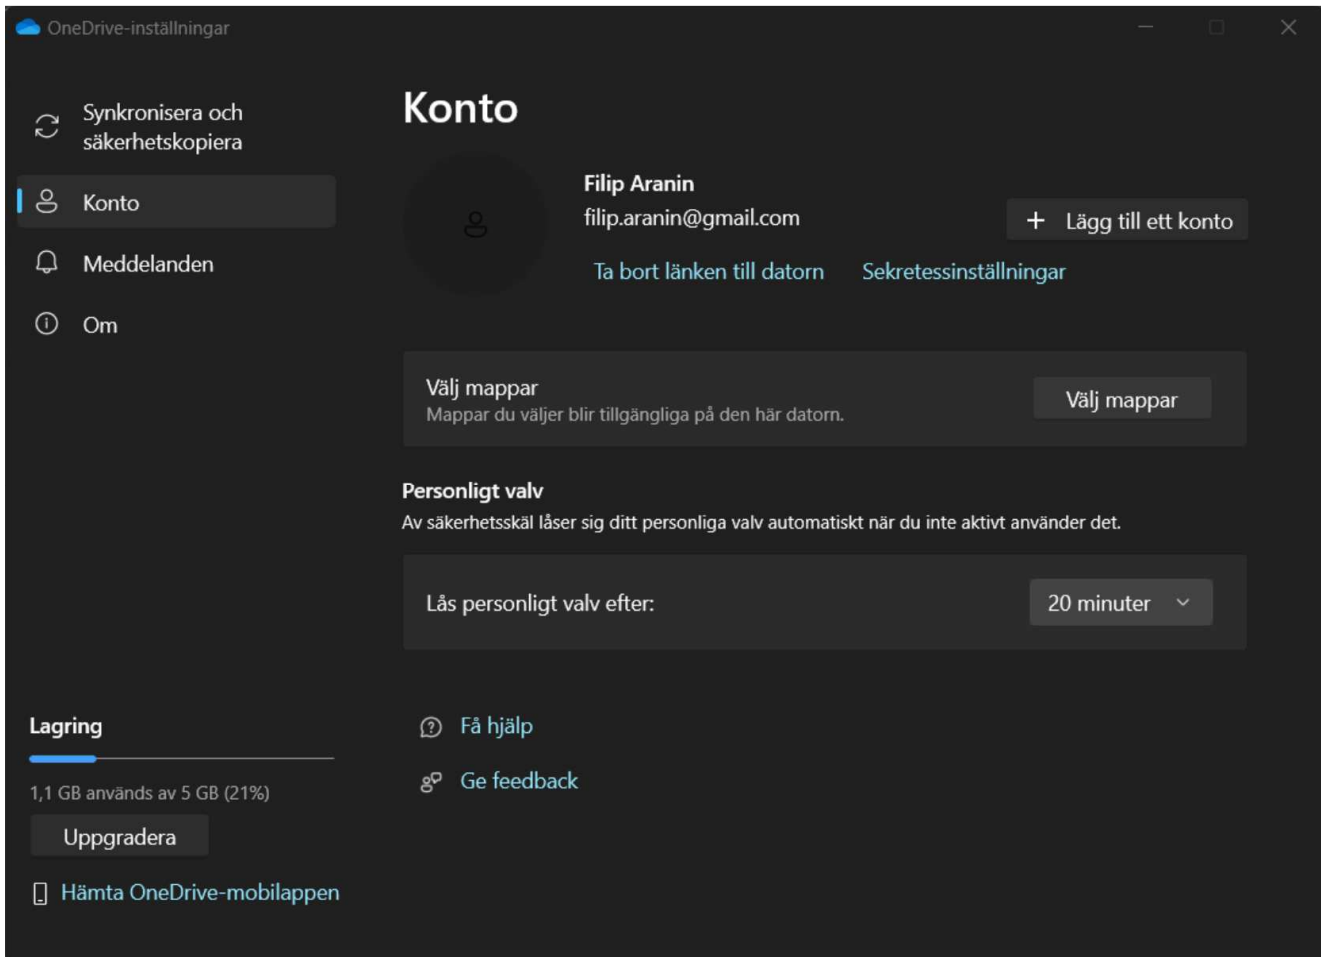 OneDrive-inställningar
Synkronisera och
säkerhetskopiera
Konto
Meddelanden
Om
Konto
Filip Aranin
filip.aranin@gmail.com
+ Lägg till ett konto
Ta bort länken till datorn
Sekretessinställningar
Välj mappar
Mappar du väljer blir tillgängliga på den här datorn.
Välj mappar
Personligt valv
Av säkerhetsskäl låser sig ditt personliga valv automatiskt när du inte aktivt använder det.
Lås personligt valv efter:
20 minuter
Få hjälp
Ge feedback
Lagring
1,1 GB används av 5 GB (21%)
Uppgradera
Hämta OneDrive-mobilappen